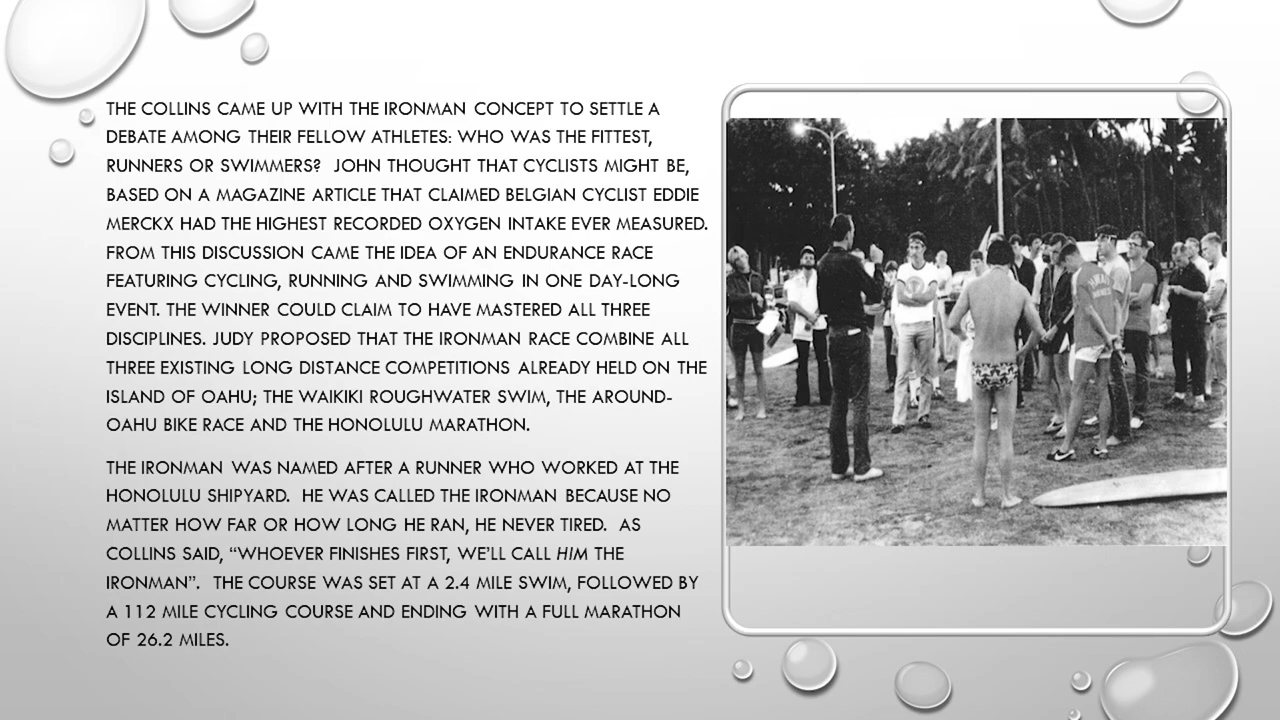 THE COLLINS CAME UP WITH THE IRONMAN CONCEPT TO SETTLE A
DEBATE AMONG THEIR FELLOW ATHLETES: WHO WAS THE FITTEST,
RUNNERS OR SWIMMERS?  JOHN THOUGHT THAT CYCLISTS MIGHT BE,
BASED ON A MAGAZINE ARTICLE THAT CLAIMED BELGIAN CYCLIST EDDIE
MERCKX HAD THE HIGHEST RECORDED OXYGEN INTAKE EVER MEASURED.
FROM THIS DISCUSSION CAME THE IDEA OF AN ENDURANCE RACE
FEATURING CYCLING, RUNNING AND SWIMMING IN ONE DAY-LONG
EVENT. THE WINNER COULD CLAIM TO HAVE MASTERED ALL THREE
DISCIPLINES. JUDY PROPOSED THAT THE IRONMAN RACE COMBINE ALL
THREE EXISTING LONG DISTANCE COMPETITIONS ALREADY HELD ON THE
ISLAND OF OAHU; THE WAIKIKI ROUGHWATER SWIM, THE AROUND-
OAHU BIKE RACE AND THE HONOLULU MARATHON.
THE IRONMAN WAS NAMED AFTER A RUNNER WHO WORKED AT THE
HONOLULU SHIPYARD.  HE WAS CALLED THE IRONMAN BECAUSE NO
MATTER HOW FAR OR HOW LONG HE RAN, HE NEVER TIRED.  AS
COLLINS SAID, “WHOEVER FINISHES FIRST, WE’LL CALL HIM THE
IRONMAN”.  THE COURSE WAS SET AT A 2.4 MILE SWIM, FOLLOWED BY
A 112 MILE CYCLING COURSE AND ENDING WITH A FULL MARATHON
OF 26.2 MILES.